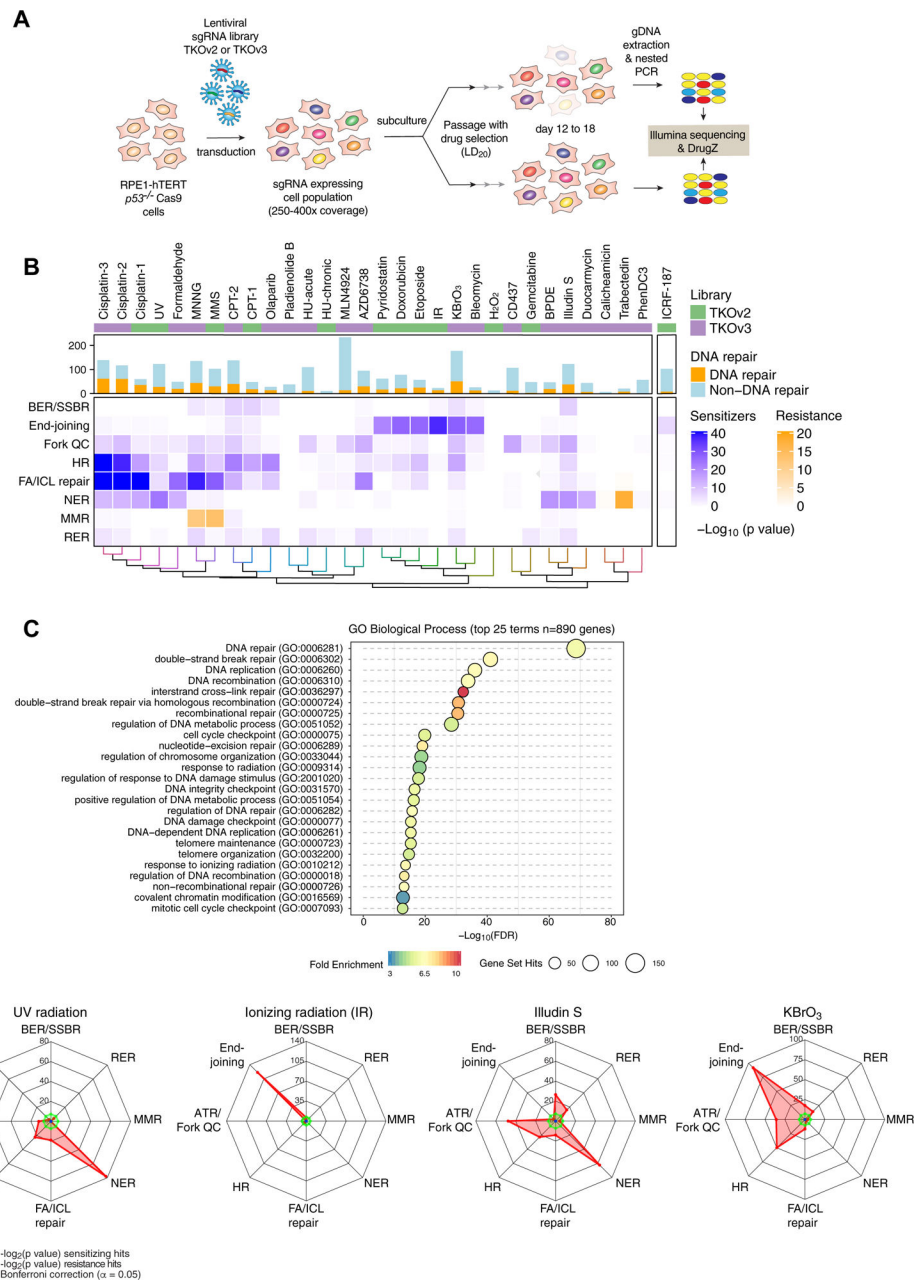 A
Lentiviral
sgRNA library
TKOv2 or TKOv3
transduction
RPE1-hTERT
p53-/- Cas9
cells
sgRNA expressing
cell population
(250-400x coverage)
subculture
Passage with
drug selection
(LD20)
day 12 to 18
gDNA
extraction
& nested
PCR
Illumina sequencing
& DrugZ
B
Cisplatin-3
Cisplatin-2
Cisplatin-1
UV
Formaldehyde
MNNG
MMS
CPT-2
CPT-1
Olaparib
Pladienolide B
HU-acute
HU-chronic
MLN4924
AZD6738
Pyridostatin
Doxorubicin
Etoposide
IR
KBrO3
Bleomycin
H2O2
CD437
Gemcitabine
BPDE
Illudin S
Duocarmycin
Calicheamicin
Trabectedin
PhenDC3
ICRF-187
200
100
0
BER/SSBR
End-joining
Fork QC
HR
FA/ICL repair
NER
MMR
RER
Library
TKOv2
TKOv3
DNA repair
DNA repair
Non−DNA repair
Sensitizers
40
30
20
10
0
Resistance
20
15
10
5
0
−Log10 (p value)
C
GO Biological Process (top 25 terms n=890 genes)
DNA repair (GO:0006281)
double−strand break repair (GO:0006302)
DNA replication (GO:0006260)
DNA recombination (GO:0006310)
interstrand cross−link repair (GO:0036297)
double−strand break repair via homologous recombination (GO:0000724)
recombinational repair (GO:0000725)
regulation of DNA metabolic process (GO:0051052)
cell cycle checkpoint (GO:0000075)
nucleotide−excision repair (GO:0006289)
regulation of chromosome organization (GO:0033044)
response to radiation (GO:0009314)
regulation of response to DNA damage stimulus (GO:2001020)
DNA integrity checkpoint (GO:0031570)
positive regulation of DNA metabolic process (GO:0051054)
regulation of DNA repair (GO:0006282)
DNA damage checkpoint (GO:0000077)
DNA−dependent DNA replication (GO:0006261)
telomere maintenance (GO:0000723)
telomere organization (GO:0032200)
response to ionizing radiation (GO:0010212)
regulation of DNA recombination (GO:0000018)
non−recombinational repair (GO:0000726)
covalent chromatin modification (GO:0016569)
mitotic cell cycle checkpoint (GO:0007093)
0 20 40 60 80
−Log10(FDR)
Fold Enrichment
3 6.5 10
Gene Set Hits
50 100 150
UV radiation
BER/SSBR
80
60
40
20
RER
MMR
NER
FA/ICL
repair
Ionizing radiation (IR)
BER/SSBR
140
105
70
35
End-
joining
RER
ATR/
Fork QC
MMR
HR
NER
FA/ICL
repair
Illudin S
BER/SSBR
80
60
40
20
End-
joining
RER
ATR/
Fork QC
MMR
HR
NER
FA/ICL
repair
KBrO3
BER/SSBR
100
75
50
End-
joining
RER
ATR/
Fork QC
MMR
HR
NER
FA/ICL
repair
-log2(p value) sensitizing hits
-log2(p value) resistance hits
Bonferroni correction (α = 0.05)